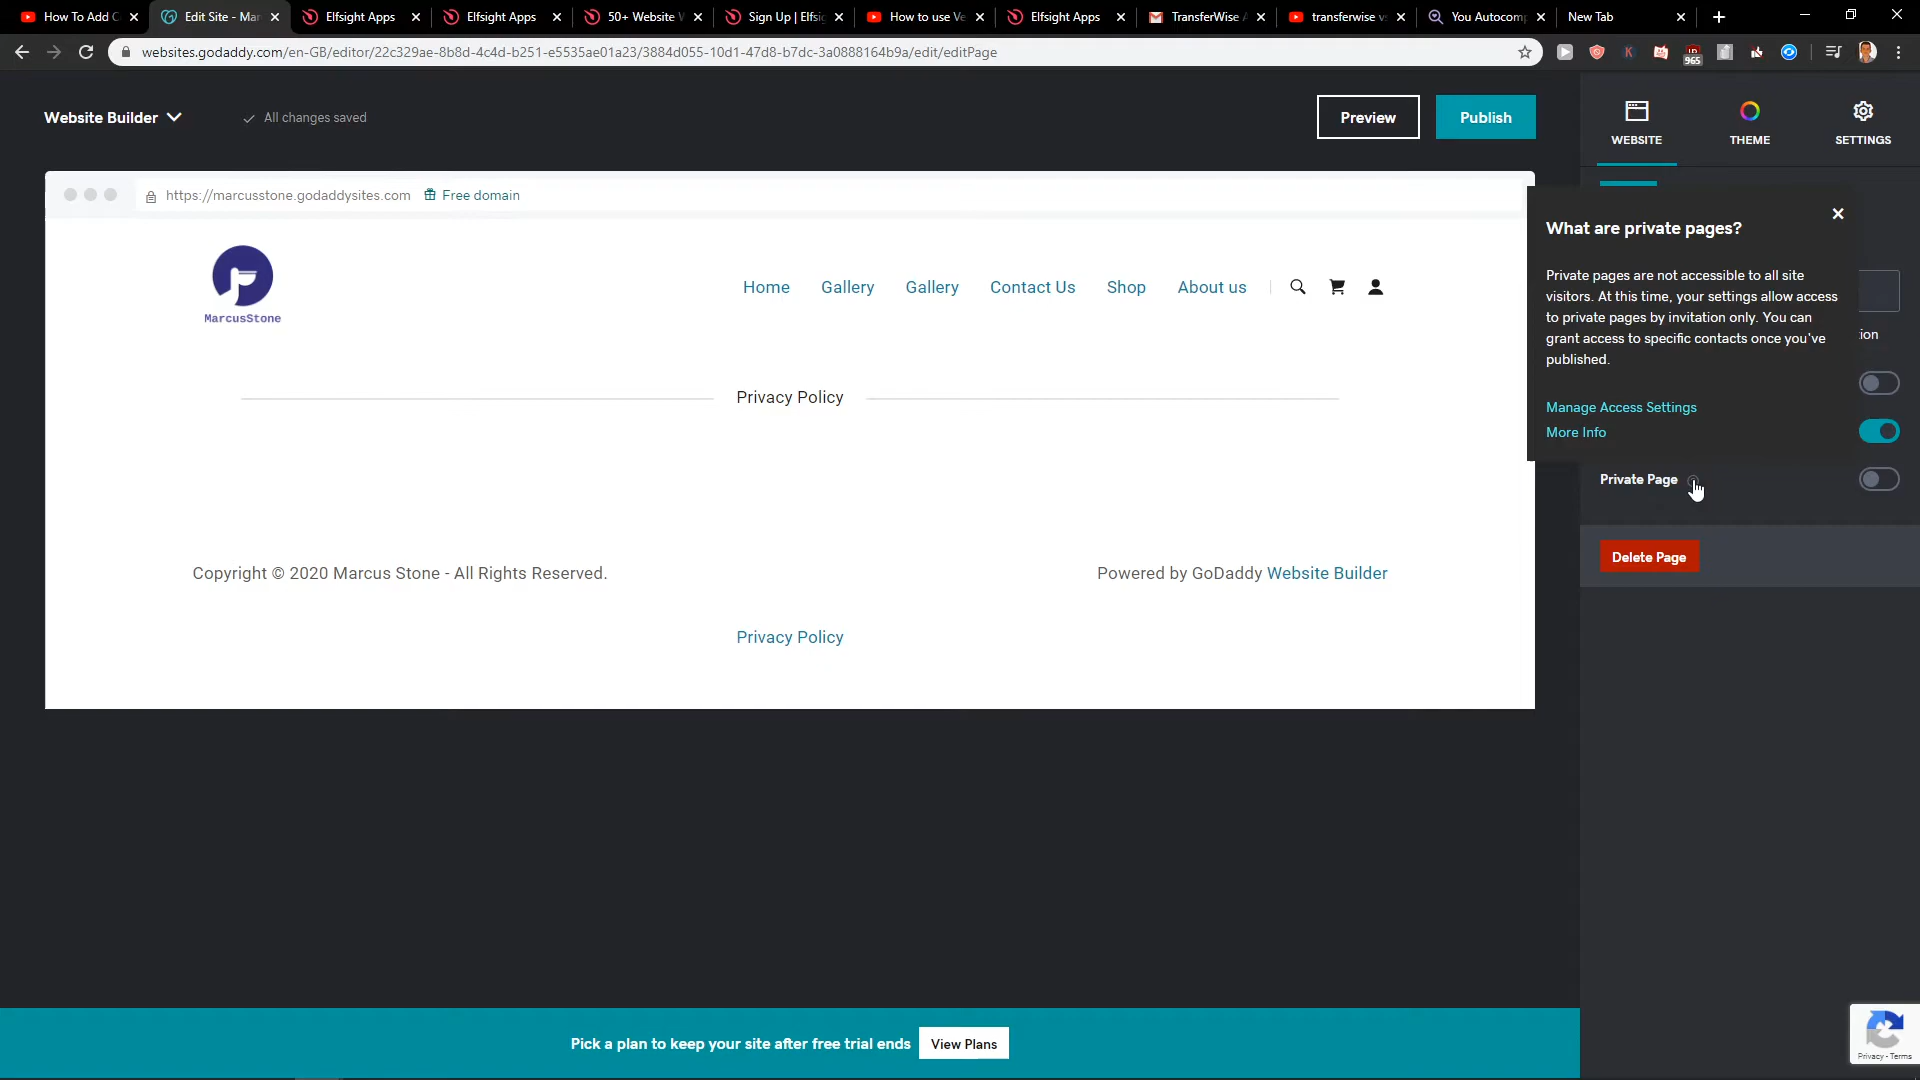 How To Add C
Edit Site - Mar
Elfsight Apps
Elfsight Apps
50+ Website W
Sign Up | Elfsig
How to use Ve
Elfsight Apps
TransferWise A
transferwise v
You Autocomp
New Tab
websites.godaddy.com/en-GB/editor/22c329ae-8b8d-4c4d-b251-e5535ae01a23/3884d055-10d1-47d8-b7dc-3a0888164b9a/edit/editPage
965
Website Builder
All changes saved
Preview
Publish
WEBSITE
THEME
SETTINGS
https://marcusstone.godaddysites.com
Free domain
MarcusStone
Home
Gallery
Gallery
Contact Us
Shop
About us
Privacy Policy
Copyright © 2020 Marcus Stone - All Rights Reserved.
Powered by GoDaddy Website Builder
Privacy Policy
What are private pages?
Private pages are not accessible to all site
visitors. At this time, your settings allow access
to private pages by invitation only. You can
grant access to specific contacts once you've
published.
Manage Access Settings
More Info
tion
Private Page
Delete Page
Pick a plan to keep your site after free trial ends
View Plans
Privacy - Terms